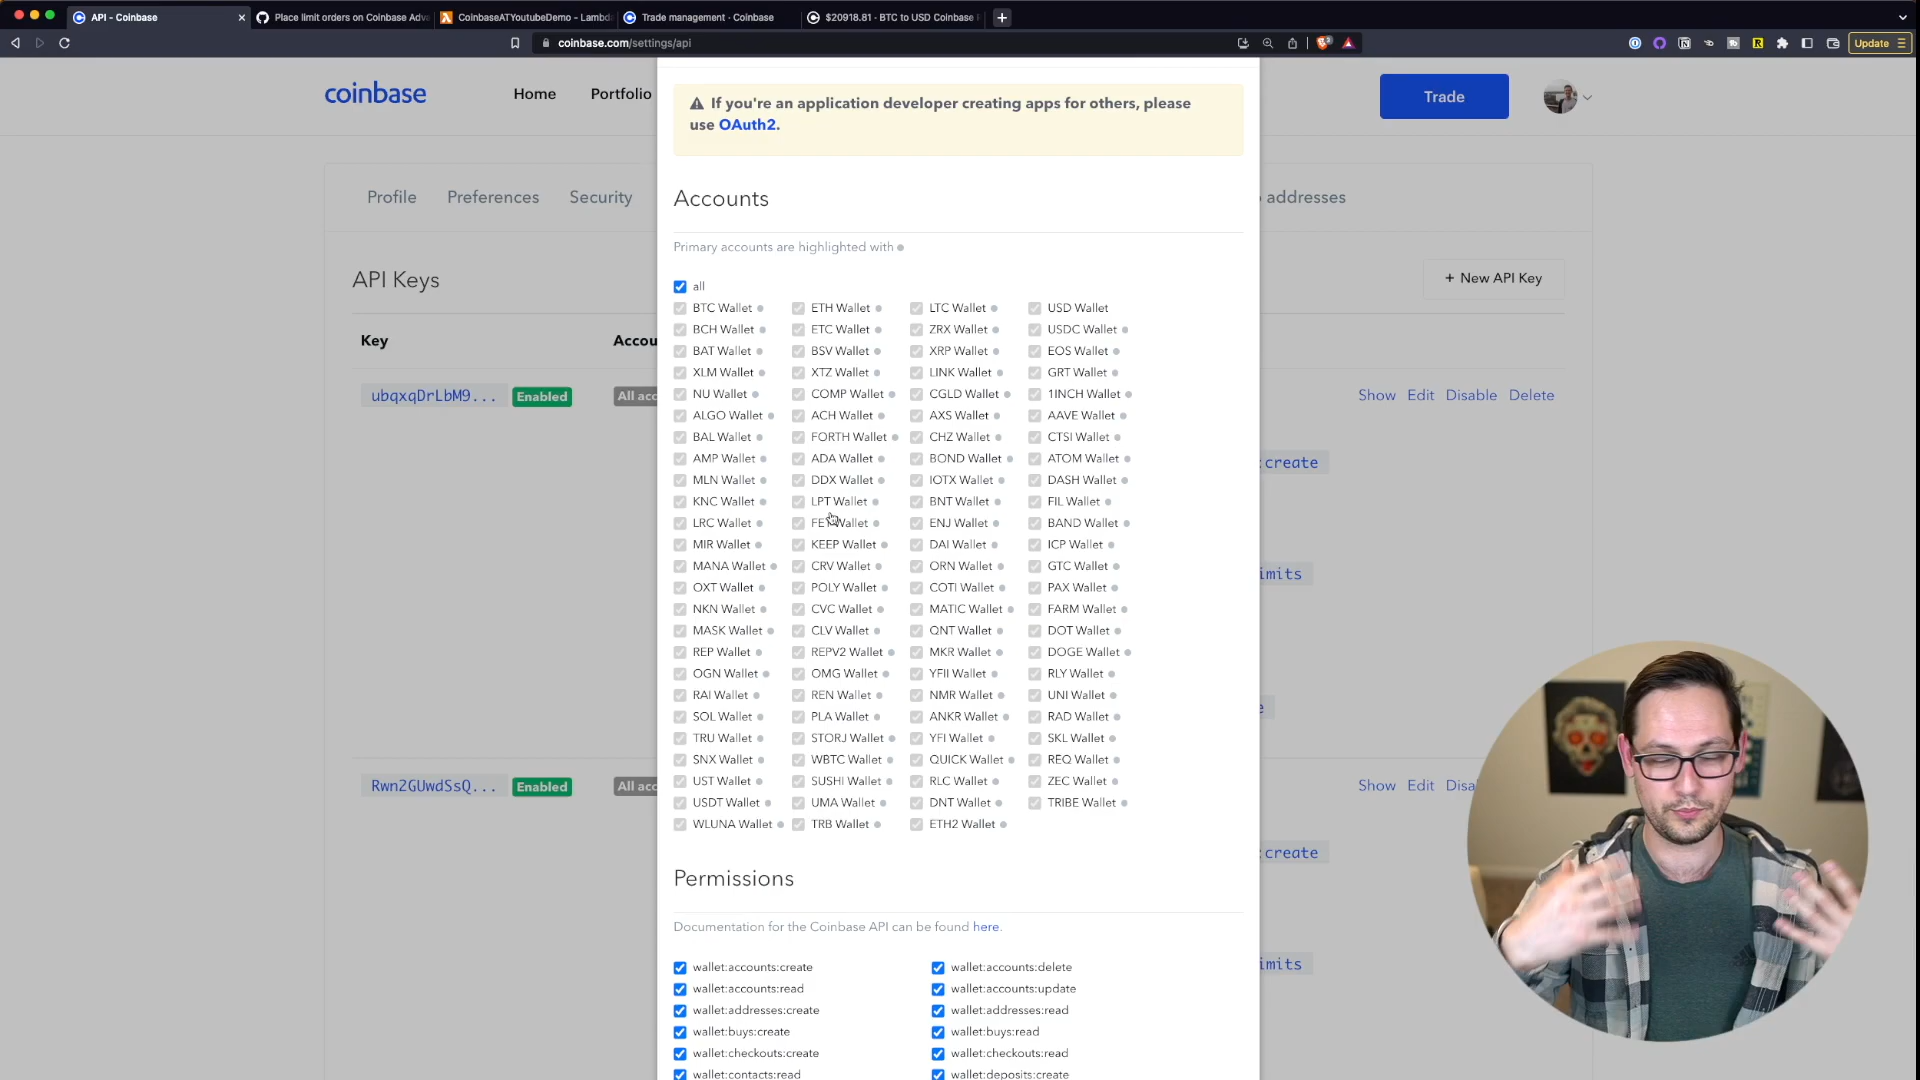 API - Coinbase
Place limit orders on Coinbase Adv
CoinbaseATYoutubeDemo - Lambd
Trade management - Coinbase
$20918.81 - BTC to USD Coinbase
coinbase.com/settings/api
Update
coinbase
Home
Portfolio
Trade
If you're an application developer creating apps for others, please
use OAuth2.
Profile
Preferences
Security
addresses
Accounts
Primary accounts are highlighted with
API Keys
+ New API Key
Key
Accou
ubqxqDrLbM9...
Enabled
All acc
Show Edit Disable Delete
:create
imits
e
Rwn2GUwdSsQ...
Enabled
All acc
Show Edit Disa
:create
imits
all
BTC Wallet ETH Wallet LTC Wallet USD Wallet
BCH Wallet ETC Wallet ZRX Wallet USDC Wallet
BAT Wallet BSV Wallet XRP Wallet EOS Wallet
XLM Wallet XTZ Wallet LINK Wallet GRT Wallet
NU Wallet COMP Wallet CGLD Wallet 1INCH Wallet
ALGO Wallet ACH Wallet AXS Wallet AAVE Wallet
BAL Wallet FORTH Wallet CHZ Wallet CTSI Wallet
AMP Wallet ADA Wallet BOND Wallet ATOM Wallet
MLN Wallet DDX Wallet IOTX Wallet DASH Wallet
KNC Wallet LPT Wallet BNT Wallet FIL Wallet
LRC Wallet FET Wallet ENJ Wallet BAND Wallet
MIR Wallet KEEP Wallet DAI Wallet ICP Wallet
MANA Wallet CRV Wallet ORN Wallet GTC Wallet
OXT Wallet POLY Wallet COTI Wallet PAX Wallet
NKN Wallet CVC Wallet MATIC Wallet FARM Wallet
MASK Wallet CLV Wallet QNT Wallet DOT Wallet
REP Wallet REPV2 Wallet MKR Wallet DOGE Wallet
OGN Wallet OMG Wallet YFII Wallet RLY Wallet
RAI Wallet REN Wallet NMR Wallet UNI Wallet
SOL Wallet PLA Wallet ANKR Wallet RAD Wallet
TRU Wallet STORJ Wallet YFI Wallet SKL Wallet
SNX Wallet WBTC Wallet QUICK Wallet REQ Wallet
UST Wallet SUSHI Wallet RLC Wallet ZEC Wallet
USDT Wallet UMA Wallet DNT Wallet TRIBE Wallet
WLUNA Wallet TRB Wallet ETH2 Wallet
Permissions
Documentation for the Coinbase API can be found here.
wallet:accounts:create wallet:accounts:delete
wallet:accounts:read wallet:accounts:update
wallet:addresses:create wallet:addresses:read
wallet:buys:create wallet:buys:read
wallet:checkouts:create wallet:checkouts:read
wallet:contacts:read wallet:deposits:create